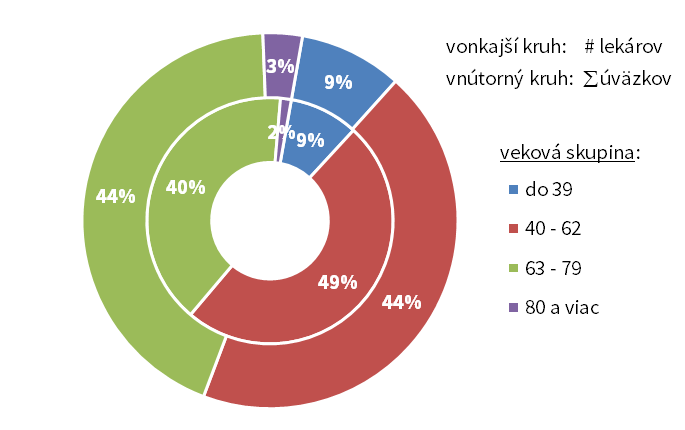 vonkajší kruh: # lekárov
vnútorný kruh: ∑úväzkov
veková skupina:
do 39
40 - 62
63 - 79
80 a viac
3%
9%
2%
9%
40%
44%
49%
44%